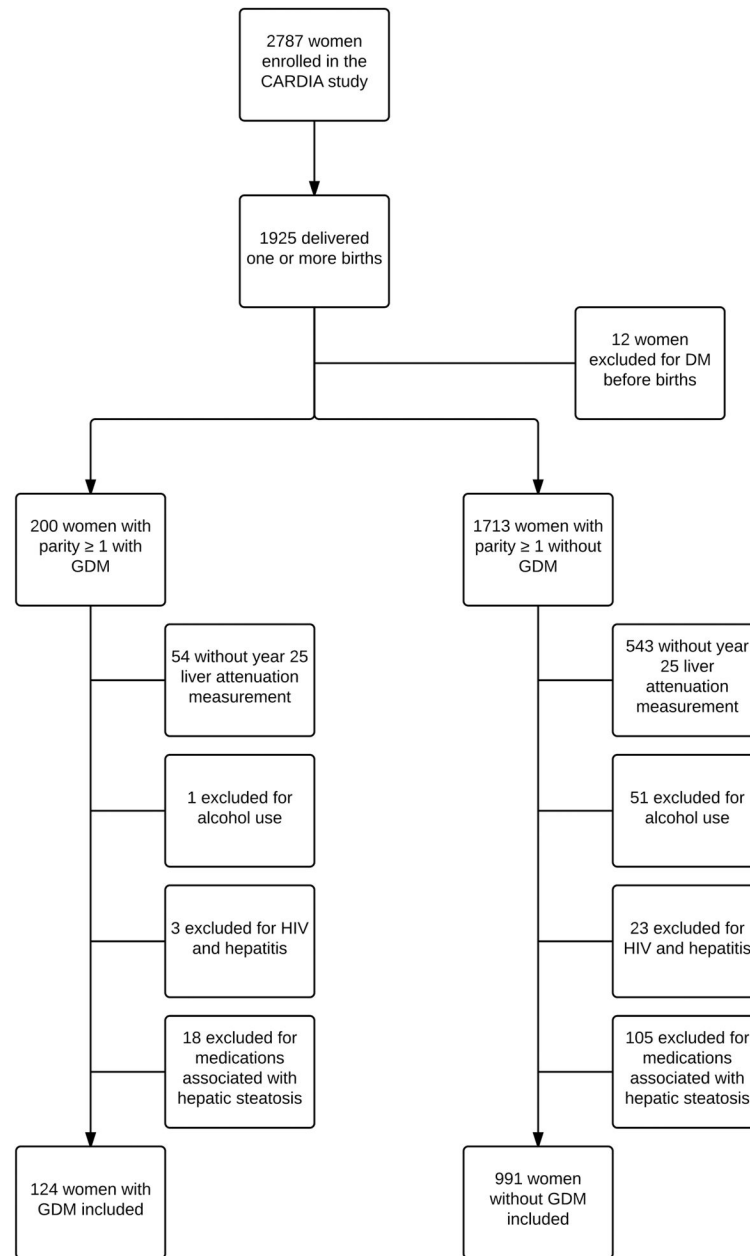 2787 women
enrolled in the
CARDIA study
1925 delivered
one or more births
12 women
excluded for DM
before births
200 women with
parity ≥ 1 with
GDM
1713 women with
parity ≥ 1 without
GDM
54 without year 25
liver attenuation
measurement
543 without year
25 liver
attenuation
measurement
1 excluded for
alcohol use
51 excluded for
alcohol use
3 excluded for HIV
and hepatitis
23 excluded for
HIV and hepatitis
18 excluded for
medications
associated with
hepatic steatosis
105 excluded for
medications
associated with
hepatic steatosis
124 women with
GDM included
991 women
without GDM
included